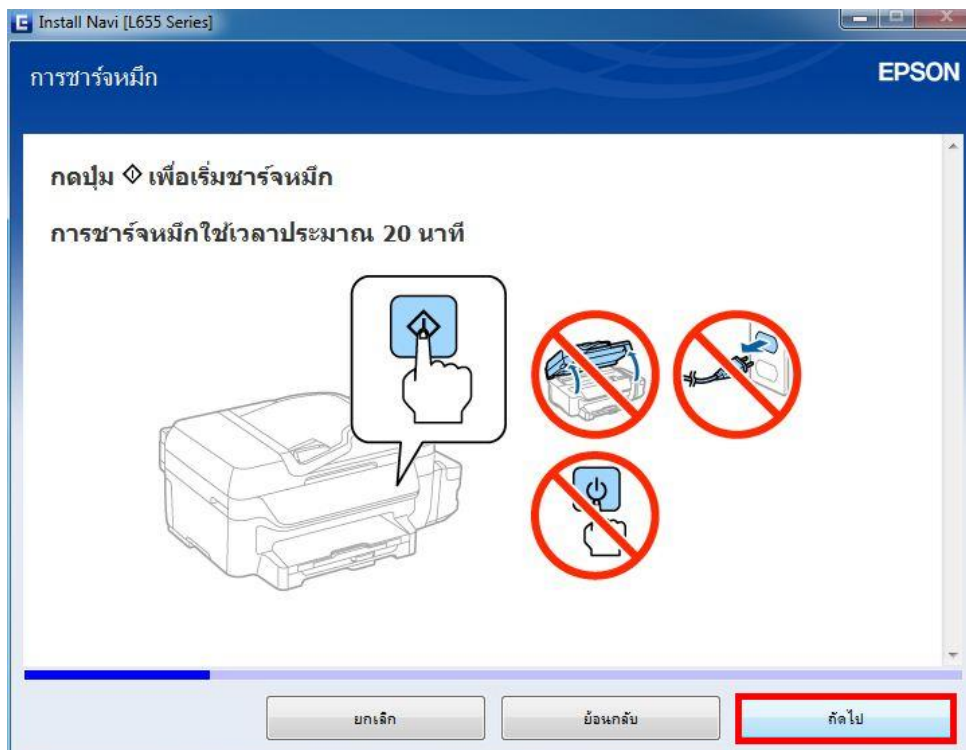 Install Navi [L655 Series]
การชาร์จหมึก
EPSON
กดปุ่ม เพื่อเริ่มชาร์จหมึก
การชาร์จหมึกใช้เวลาประมาณ 20 นาที
ยกเลิก
ย้อนกลับ
ถัดไป